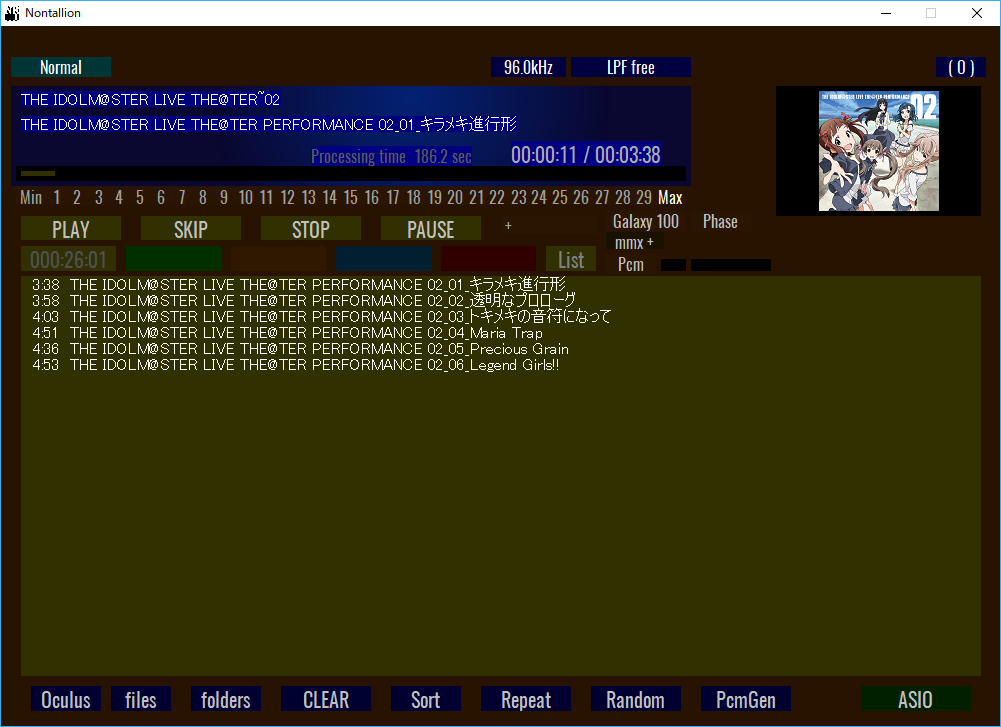 Nontallion
Normal 96.0kHz LPF free ( 0 )
THE IDOLM@STER LIVE THE@TER~02
THE IDOLM@STER LIVE THE@TER PERFORMANCE 02_01_キラメキ進行形
Processing time 186.2 sec 00:00:11 / 00:03:38
THE IDOLM@STER LIVE THE@TER PERFORMANCE 02
Min 1 2 3 4 5 6 7 8 9 10 11 12 13 14 15 16 17 18 19 20 21 22 23 24 25 26 27 28 29 Max
PLAY SKIP STOP PAUSE + Galaxy 100 Phase
mmx +
000:26:01 List Pcm
3:38 THE IDOLM@STER LIVE THE@TER PERFORMANCE 02_01_キラメキ進行形
3:58 THE IDOLM@STER LIVE THE@TER PERFORMANCE 02_02_透明なプロローグ
4:03 THE IDOLM@STER LIVE THE@TER PERFORMANCE 02_03_トキメキの音符になって
4:51 THE IDOLM@STER LIVE THE@TER PERFORMANCE 02_04_Maria Trap
4:36 THE IDOLM@STER LIVE THE@TER PERFORMANCE 02_05_Precious Grain
4:53 THE IDOLM@STER LIVE THE@TER PERFORMANCE 02_06_Legend Girls!!
Oculus files folders CLEAR Sort Repeat Random PcmGen ASIO